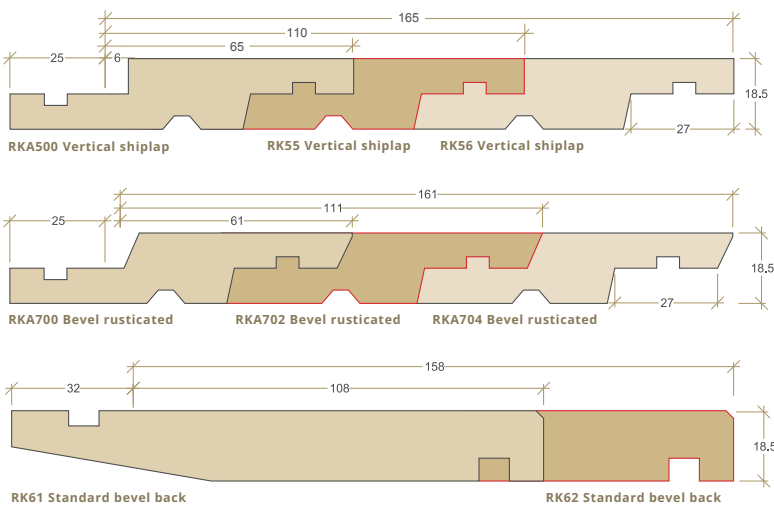 165
110
65
25
6
18.5
27
RKA500 Vertical shiplap
RK55 Vertical shiplap
RK56 Vertical shiplap
161
111
61
25
18.5
27
RKA700 Bevel rusticated
RKA702 Bevel rusticated
RKA704 Bevel rusticated
158
108
32
18.5
RK61 Standard bevel back
RK62 Standard bevel back